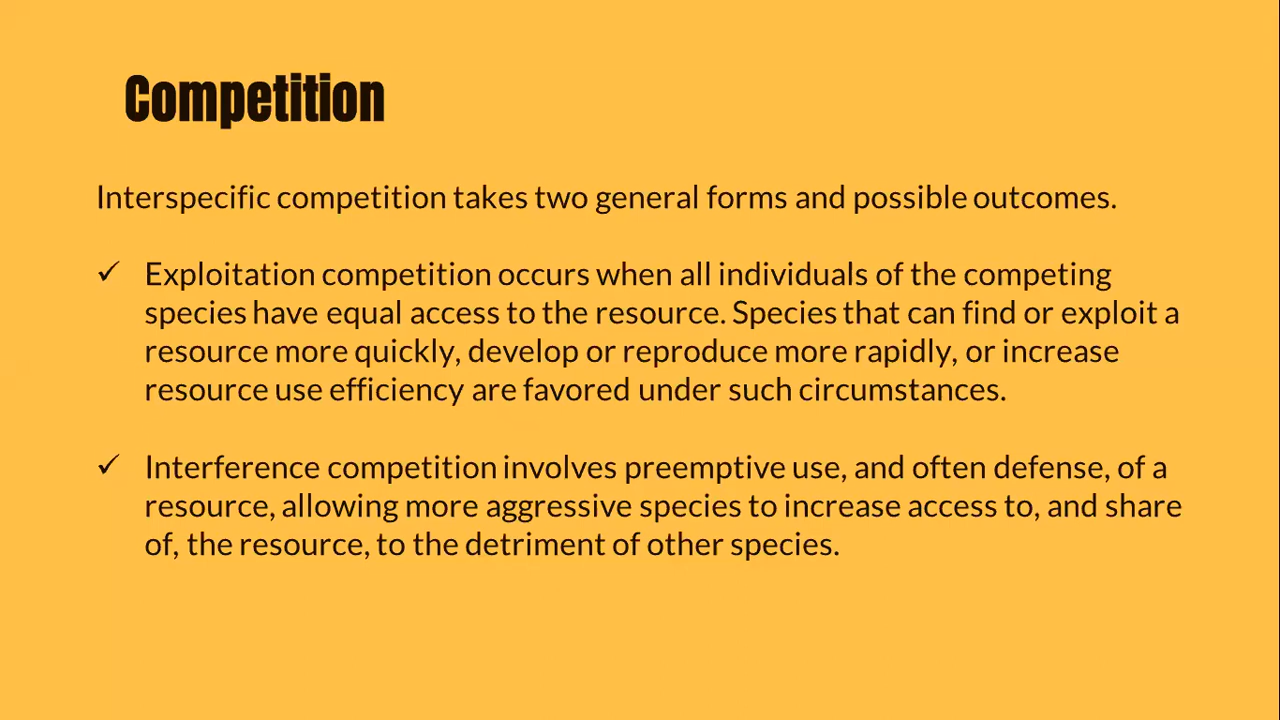 Competition
Interspecific competition takes two general forms and possible outcomes.
✓ Exploitation competition occurs when all individuals of the competing
species have equal access to the resource. Species that can find or exploit a
resource more quickly, develop or reproduce more rapidly, or increase
resource use efficiency are favored under such circumstances.
✓ Interference competition involves preemptive use, and often defense, of a
resource, allowing more aggressive species to increase access to, and share
of, the resource, to the detriment of other species.